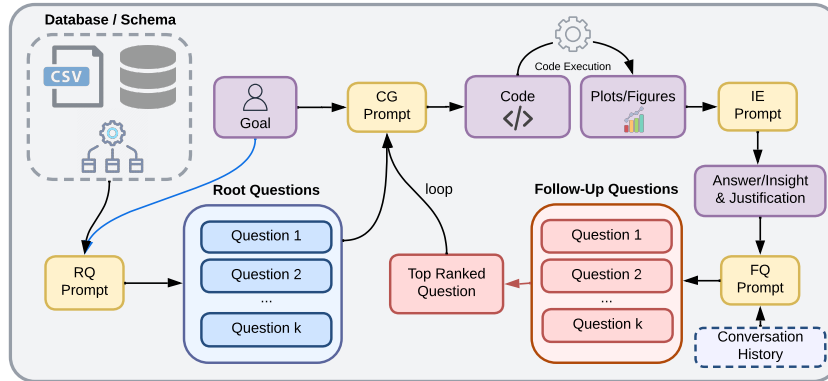 Database / Schema
CSV
Goal
CG
Prompt
Code
</>
Code Execution
Plots/Figures
IE
Prompt
Answer/Insight
& Justification
RQ
Prompt
Root Questions
Question 1
Question 2
...
Question k
loop
Top Ranked
Question
Follow-Up Questions
Question 1
Question 2
...
Question k
FQ
Prompt
Conversation
History